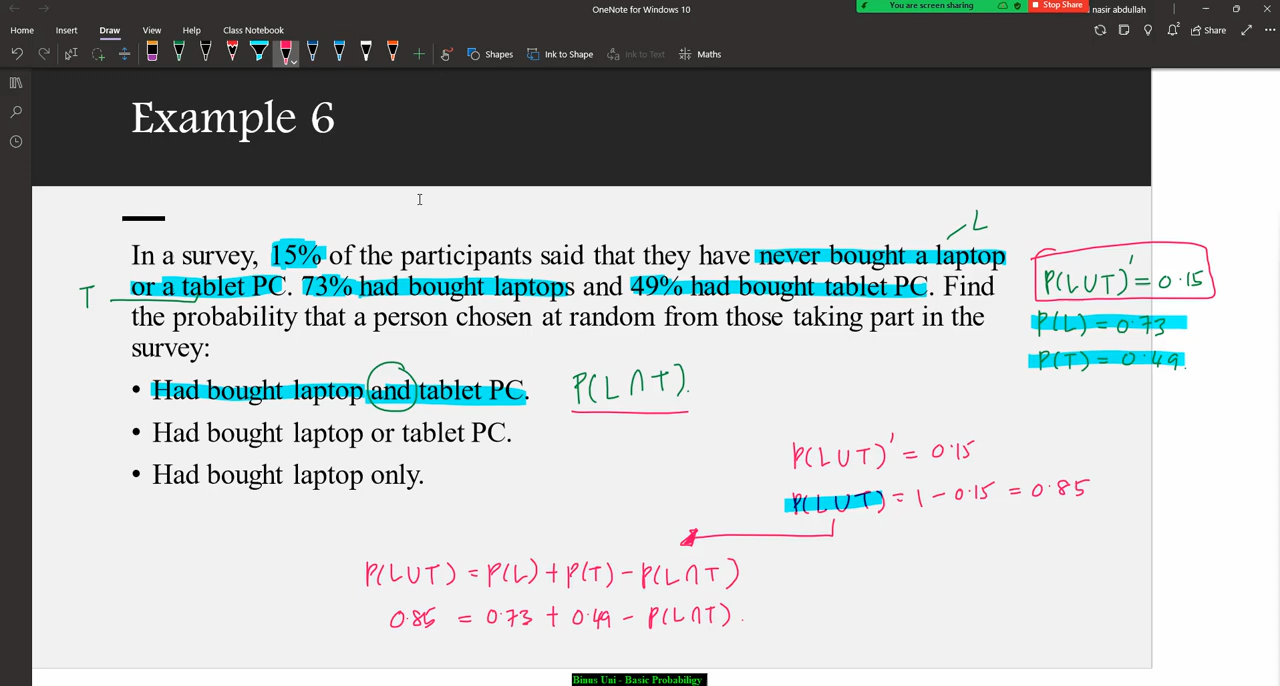 OneNote for Windows 10
You are screen sharing
Stop Share
nasir abdullah
Home Insert Draw View Help Class Notebook
Share
Shapes Ink to Shape Ink to Text Maths
Example 6
L
In a survey, 15% of the participants said that they have never bought a laptop
or a tablet PC. 73% had bought laptops and 49% had bought tablet PC. Find
the probability that a person chosen at random from those taking part in the
survey:
T
P(L∪T)' = 0.15
P(L) = 0.73
P(T) = 0.49.
• Had bought laptop and tablet PC. P(L∩T).
• Had bought laptop or tablet PC.
• Had bought laptop only.
P(L∪T)' = 0.15
P(L∪T) = 1 - 0.15 = 0.85
P(L∪T) = P(L) + P(T) - P(L∩T)
0.85 = 0.73 + 0.49 - P(L∩T).
Binus Uni - Basic Probabiligy